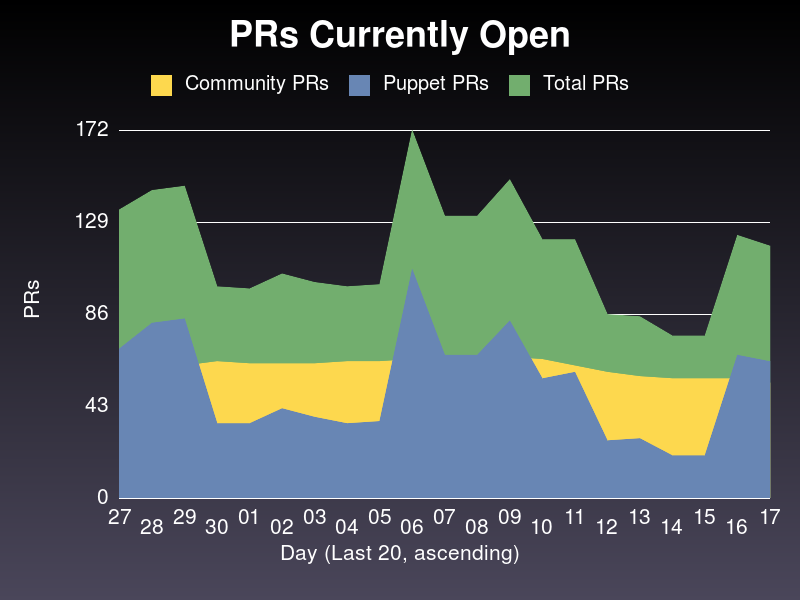 PRs Currently Open
Community PRs Puppet PRs Total PRs
172
129
86
43
0
PRs
27 28 29 30 01 02 03 04 05 06 07 08 09 10 11 12 13 14 15 16 17
Day (Last 20, ascending)